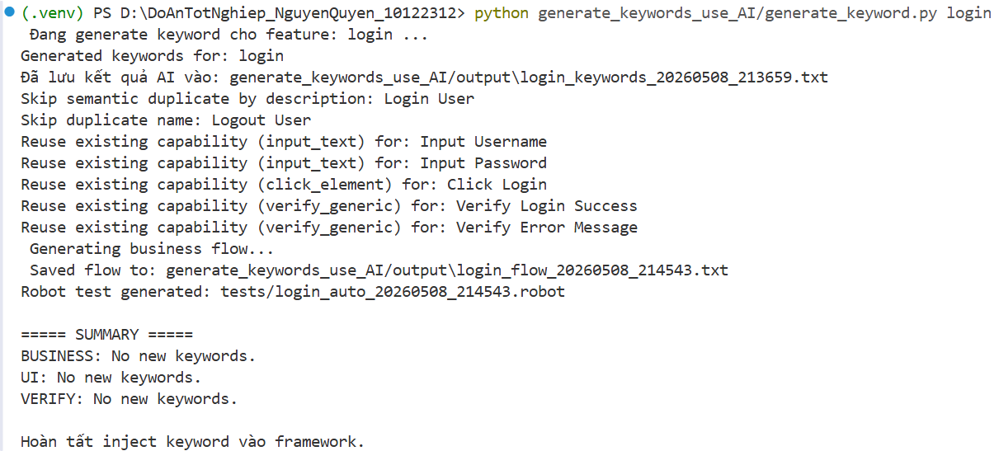 (.venv) PS D:\DoAnTotNghiep_NguyenQuyen_10122312> python generate_keywords_use_AI/generate_keyword.py login
Đang generate keyword cho feature: login ...
Generated keywords for: login
Đã lưu kết quả AI vào: generate_keywords_use_AI/output\login_keywords_20260508_213659.txt
Skip semantic duplicate by description: Login User
Skip duplicate name: Logout User
Reuse existing capability (input_text) for: Input Username
Reuse existing capability (input_text) for: Input Password
Reuse existing capability (click_element) for: Click Login
Reuse existing capability (verify_generic) for: Verify Login Success
Reuse existing capability (verify_generic) for: Verify Error Message
Generating business flow...
Saved flow to: generate_keywords_use_AI/output\login_flow_20260508_214543.txt
Robot test generated: tests/login_auto_20260508_214543.robot
===== SUMMARY =====
BUSINESS: No new keywords.
UI: No new keywords.
VERIFY: No new keywords.
Hoàn tất inject keyword vào framework.